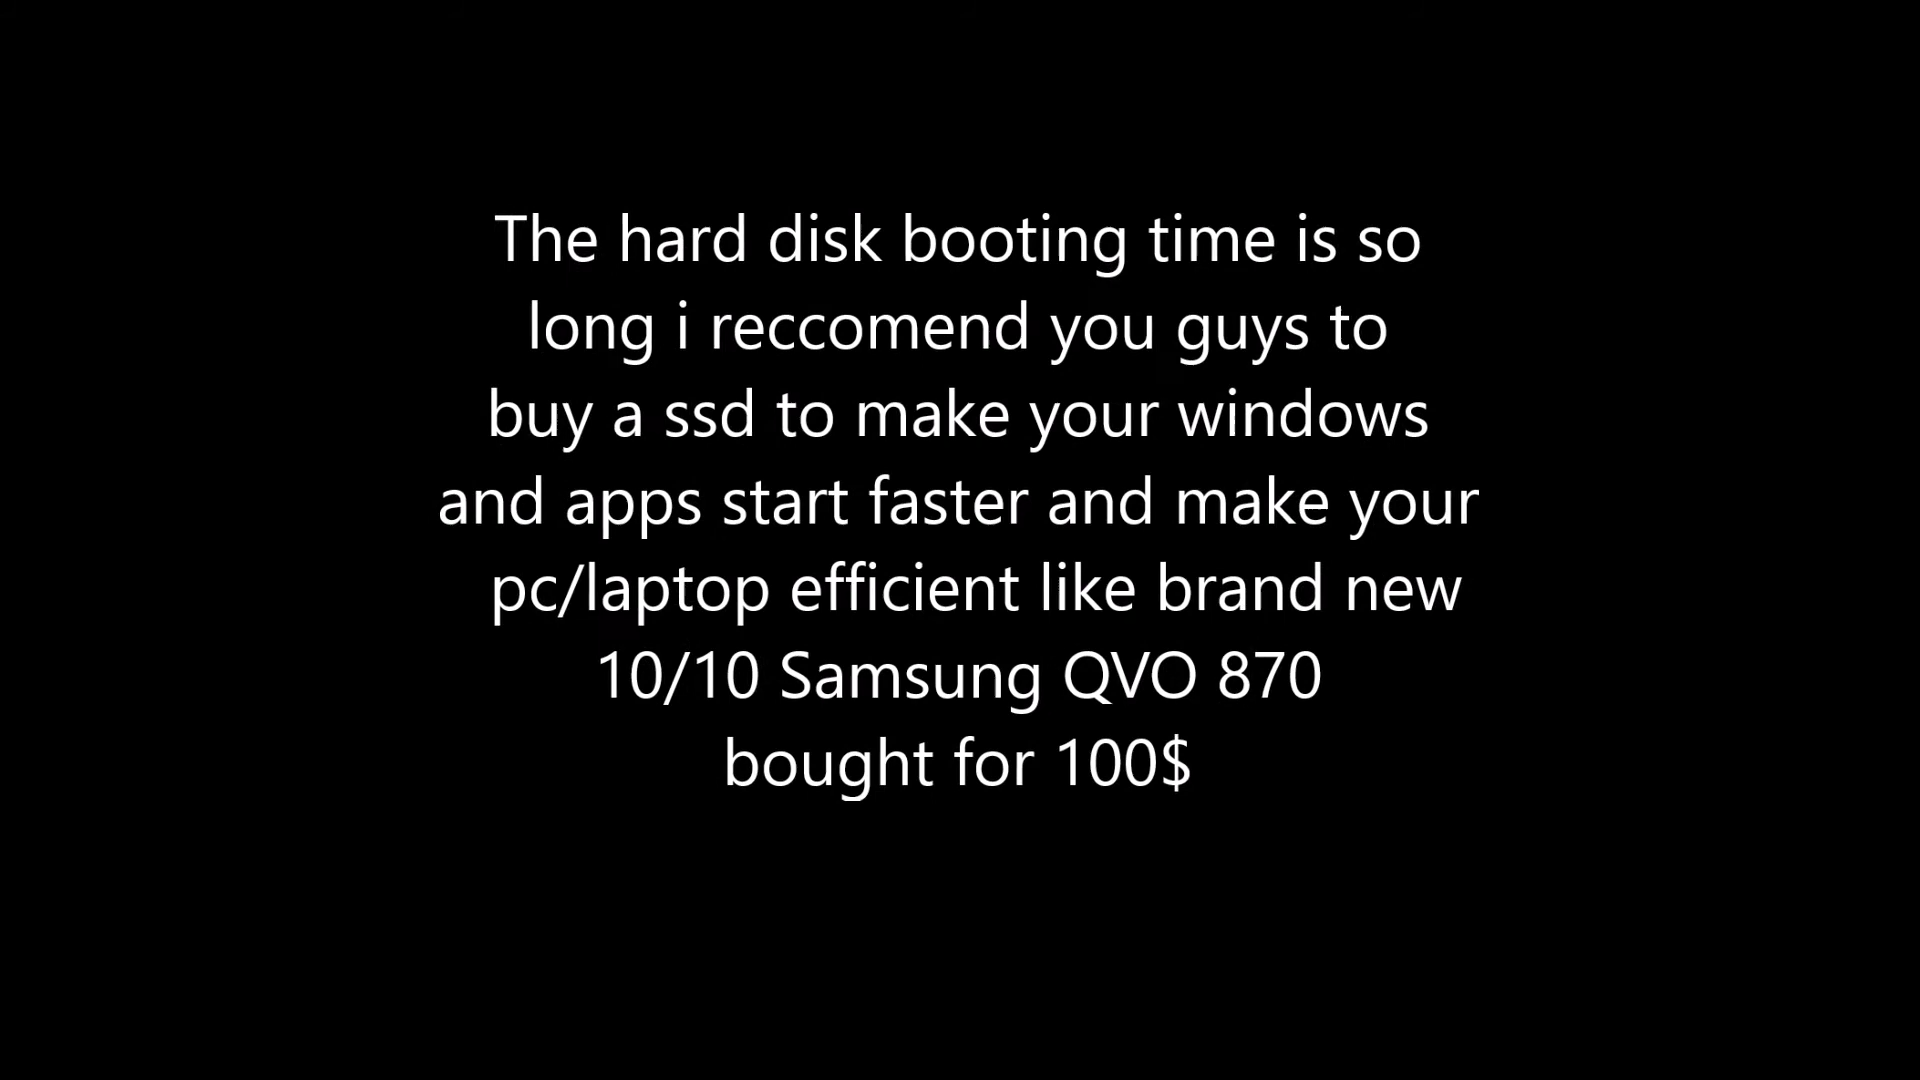 The hard disk booting time is so
long i reccomend you guys to
buy a ssd to make your windows
and apps start faster and make your
pc/laptop efficient like brand new
10/10 Samsung QVO 870
bought for 100$